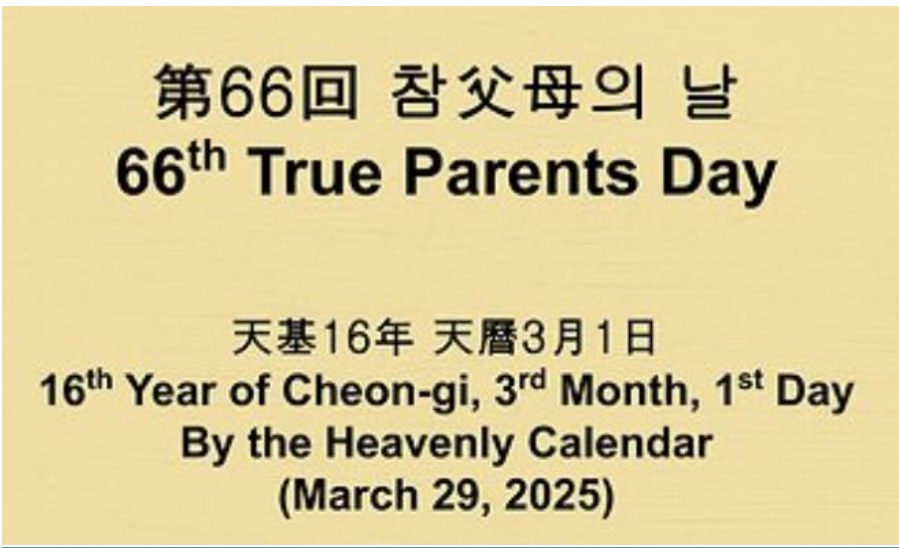 第66回 참父母의 날
66th True Parents Day
天基16年 天曆3月1日
16th Year of Cheon-gi, 3rd Month, 1st Day
By the Heavenly Calendar
(March 29, 2025)